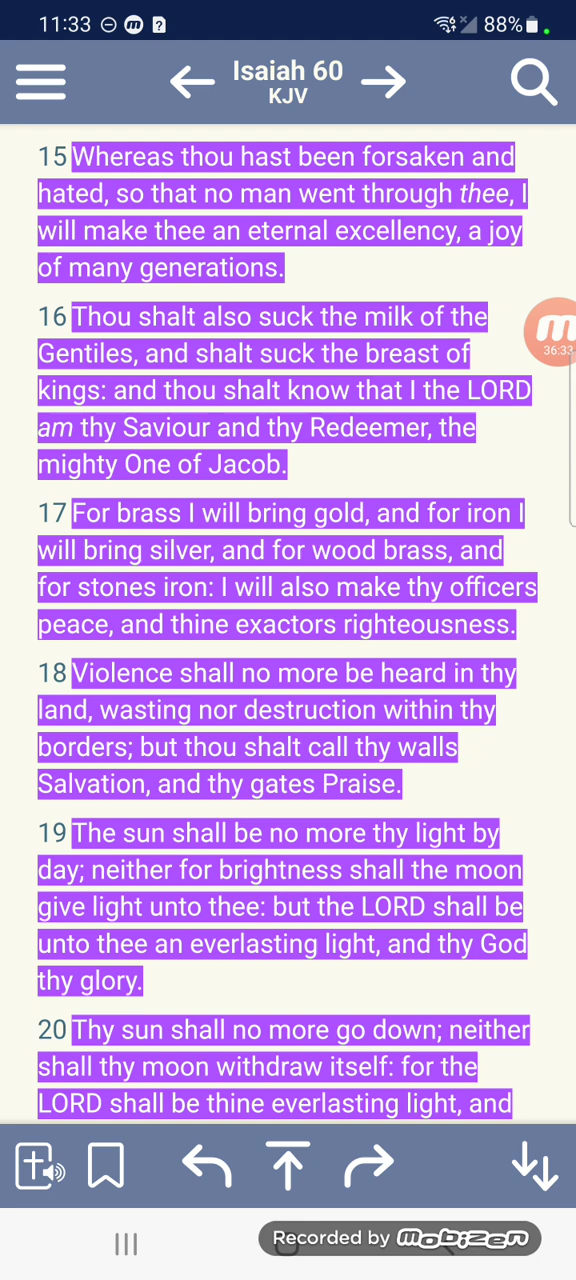 11:33
88%
Isaiah 60
KJV
15 Whereas thou hast been forsaken and
hated, so that no man went through thee, I
will make thee an eternal excellency, a joy
of many generations.
16 Thou shalt also suck the milk of the
Gentiles, and shalt suck the breast of
kings: and thou shalt know that I the LORD
am thy Saviour and thy Redeemer, the
mighty One of Jacob.
m
36:33
17 For brass I will bring gold, and for iron I
will bring silver, and for wood brass, and
for stones iron: I will also make thy officers
peace, and thine exactors righteousness.
18 Violence shall no more be heard in thy
land, wasting nor destruction within thy
borders; but thou shalt call thy walls
Salvation, and thy gates Praise.
19 The sun shall be no more thy light by
day; neither for brightness shall the moon
give light unto thee: but the LORD shall be
unto thee an everlasting light, and thy God
thy glory.
20 Thy sun shall no more go down; neither
shall thy moon withdraw itself: for the
LORD shall be thine everlasting light, and
Recorded by mobizen